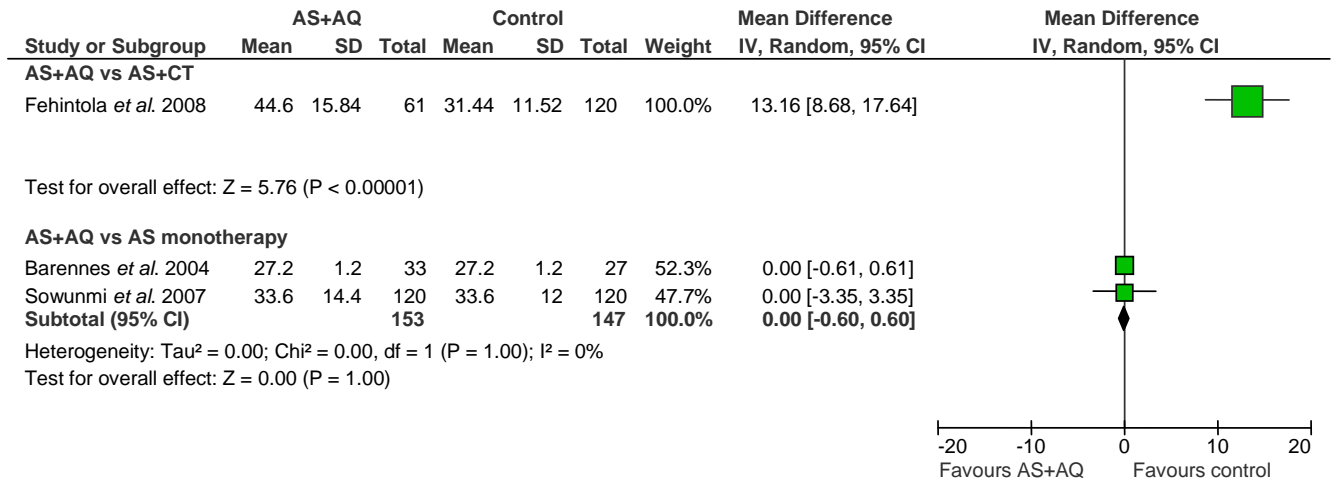 AS+AQ Control Mean Difference Mean Difference
Study or Subgroup Mean SD Total Mean SD Total Weight IV, Random, 95% CI IV, Random, 95% CI
AS+AQ vs AS+CT
Fehintola et al. 2008 44.6 15.84 61 31.44 11.52 120 100.0% 13.16 [8.68, 17.64]
Test for overall effect: Z = 5.76 (P < 0.00001)
AS+AQ vs AS monotherapy
Barennes et al. 2004 27.2 1.2 33 27.2 1.2 27 52.3% 0.00 [-0.61, 0.61]
Sowunmi et al. 2007 33.6 14.4 120 33.6 12 120 47.7% 0.00 [-3.35, 3.35]
Subtotal (95% CI) 153 147 100.0% 0.00 [-0.60, 0.60]
Heterogeneity: Tau² = 0.00; Chi² = 0.00, df = 1 (P = 1.00); I² = 0%
Test for overall effect: Z = 0.00 (P = 1.00)
-20 -10 0 10 20
Favours AS+AQ Favours control